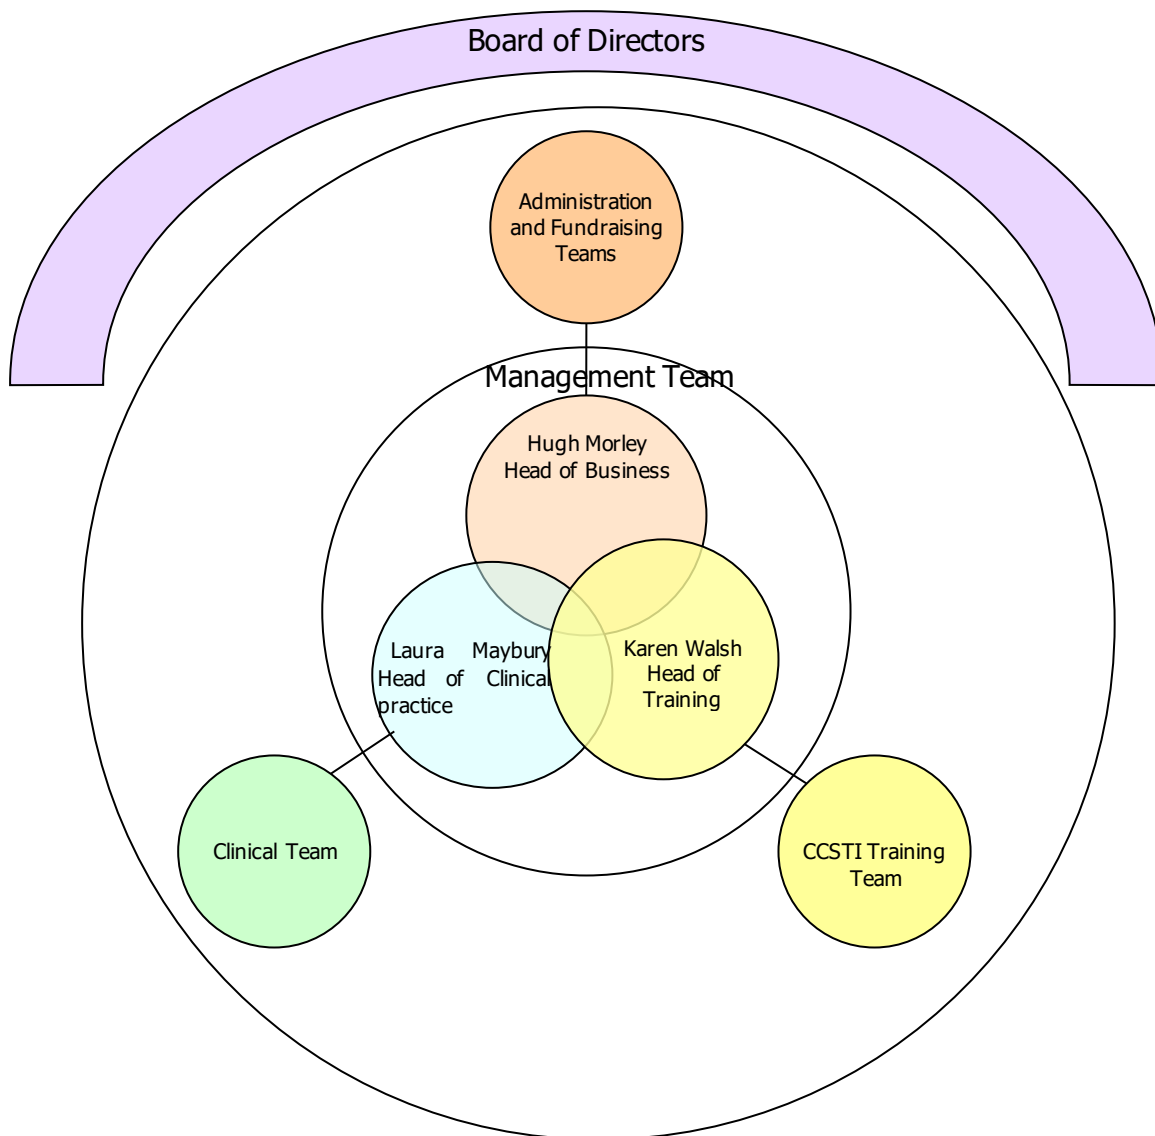 Board of Directors
Administration
and Fundraising
Teams
Management Team
Hugh Morley
Head of Business
Laura Maybury
Head of Clinical
practice
Karen Walsh
Head of
Training
Clinical Team
CCSTI Training
Team